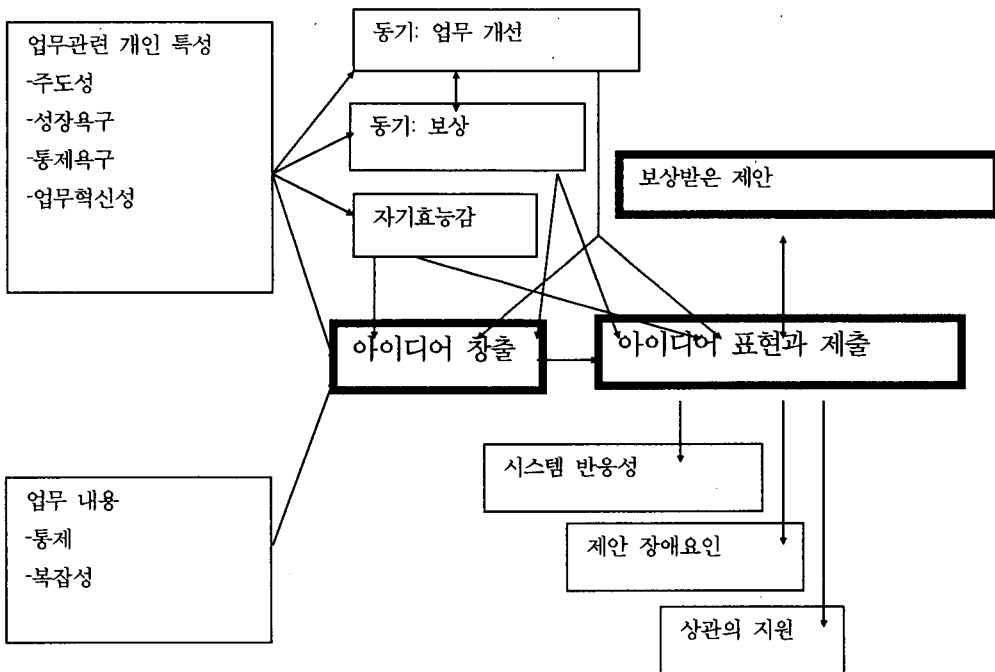 업무관련 개인 특성
-주도성
-성장욕구
-통제욕구
-업무혁신성
동기: 업무 개선
동기: 보상
자기효능감
보상받은 제안
아이디어 창출
아이디어 표현과 제출
업무 내용
-통제
-복잡성
시스템 반응성
제안 장애요인
상관의 지원